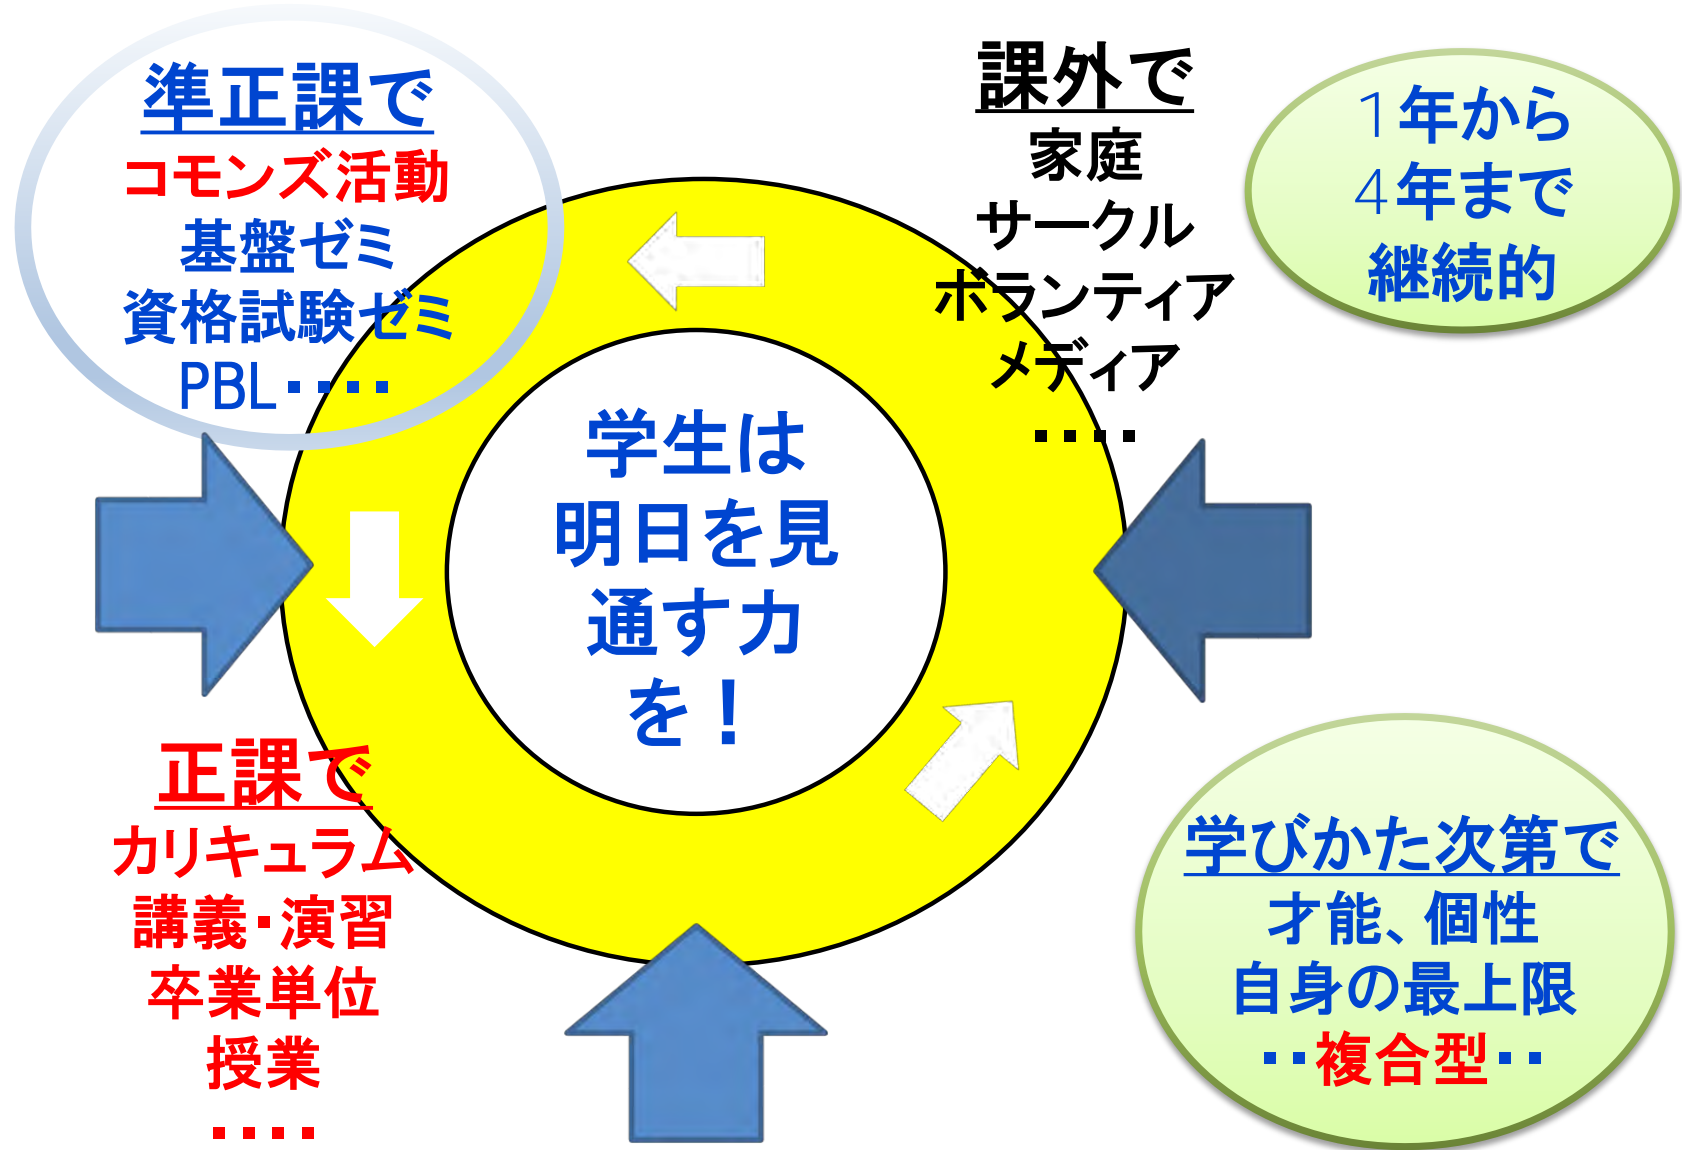 準正課で
コモンズ活動
基盤ゼミ
資格試験ゼミ
PBL････
課外で
家庭
サークル
ボランティア
メディア
････
1年から
4年まで
継続的
学生は
明日を見
通す力
を！
正課で
カリキュラム
講義･演習
卒業単位
授業
････
学びかた次第で
才能、個性
自身の最上限
･･複合型･･